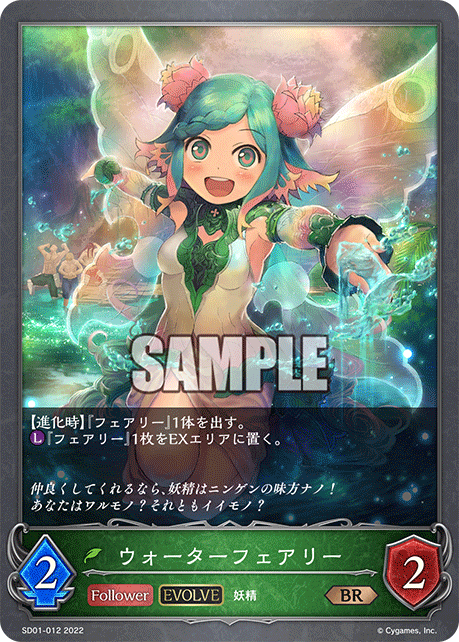 SAMPLE
【進化時】『フェアリー』1体を出す。
L『フェアリー』1枚をEXエリアに置く。
仲良くしてくれるなら、妖精はニンゲンの味方ナノ！
あなたはワルモノ？それともイイモノ？
ウォーターフェアリー
2
Follower EVOLVE 妖精 BR
2
SD01-012 2022 © Cygames, Inc.